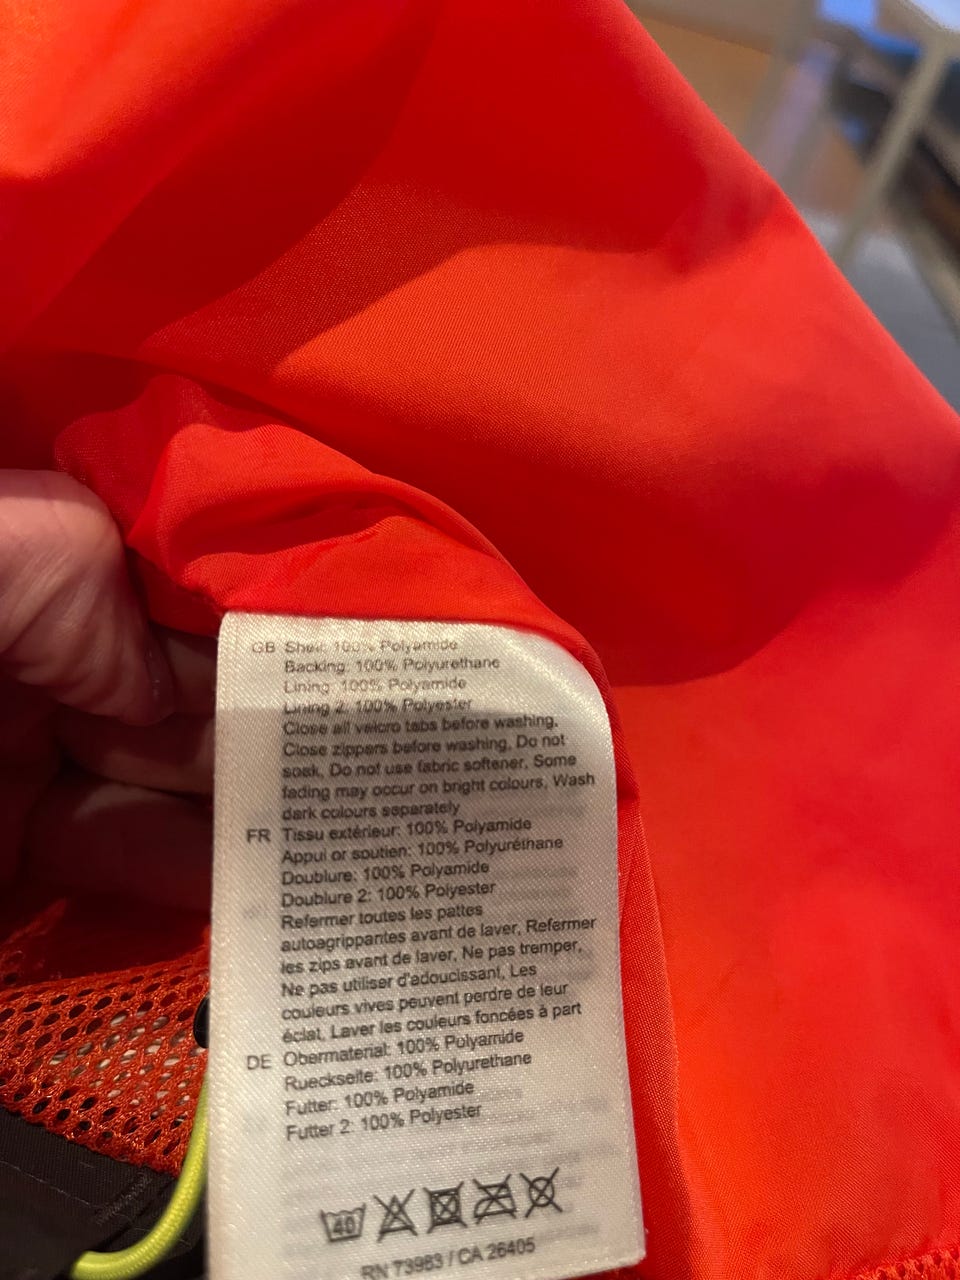 GB Shell: 100% Polyamide
Backing: 100% Polyurethane
Lining: 100% Polyamide
Lining 2: 100% Polyester
Close all velcro tabs before washing,
Close zippers before washing, Do not
soak, Do not use fabric softener, Some
fading may occur on bright colours, Wash
dark colours separately
FR Tissu extérieur: 100% Polyamide
Appui or soutien: 100% Polyuréthane
Doublure: 100% Polyamide
Doublure 2: 100% Polyester
Refermer toutes les pattes
autoagrippantes avant de laver, Refermer
les zips avant de laver, Ne pas tremper,
Ne pas utiliser d'adoucissant, Les
couleurs vives peuvent perdre de leur
éclat, Laver les couleurs foncées à part
DE Obermaterial: 100% Polyamide
Rueckseite: 100% Polyurethane
Futter: 100% Polyamide
Futter 2: 100% Polyester
40
RN 73983 / CA 26405